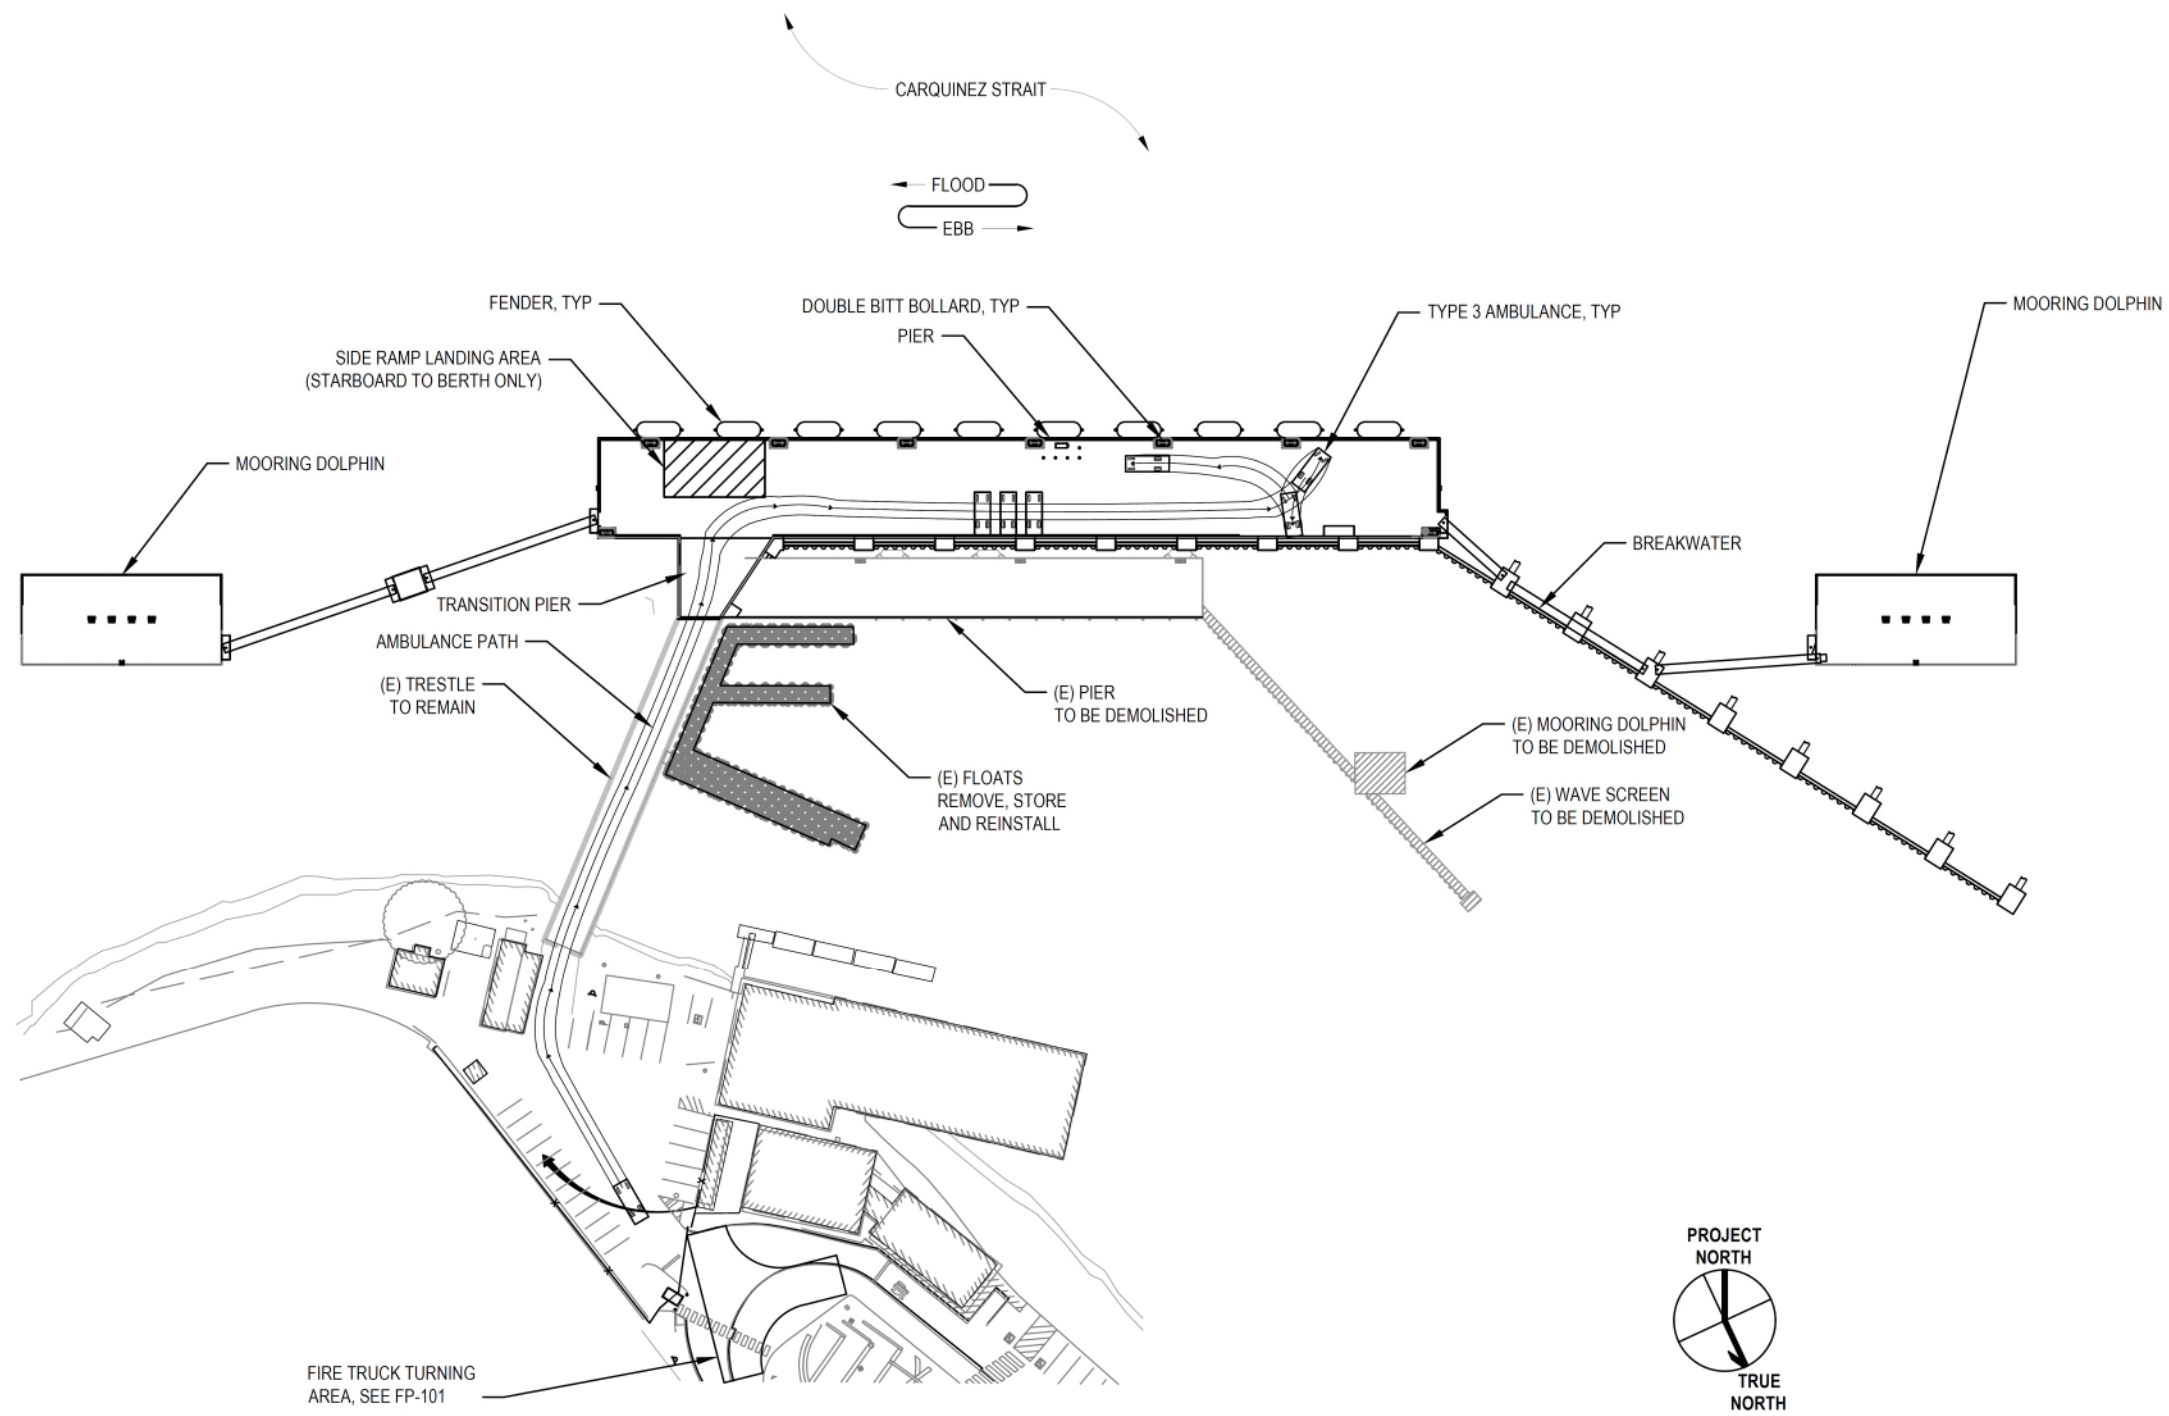 CARQUINEZ STRAIT
FLOOD
EBB
FENDER, TYP
DOUBLE BITT BOLLARD, TYP
PIER
TYPE 3 AMBULANCE, TYP
MOORING DOLPHIN
SIDE RAMP LANDING AREA
(STARBOARD TO BERTH ONLY)
MOORING DOLPHIN
BREAKWATER
TRANSITION PIER
AMBULANCE PATH
(E) TRESTLE
TO REMAIN
(E) PIER
TO BE DEMOLISHED
(E) MOORING DOLPHIN
TO BE DEMOLISHED
(E) FLOATS
REMOVE, STORE
AND REINSTALL
(E) WAVE SCREEN
TO BE DEMOLISHED
PROJECT
NORTH
FIRE TRUCK TURNING
AREA, SEE FP-101
TRUE
NORTH